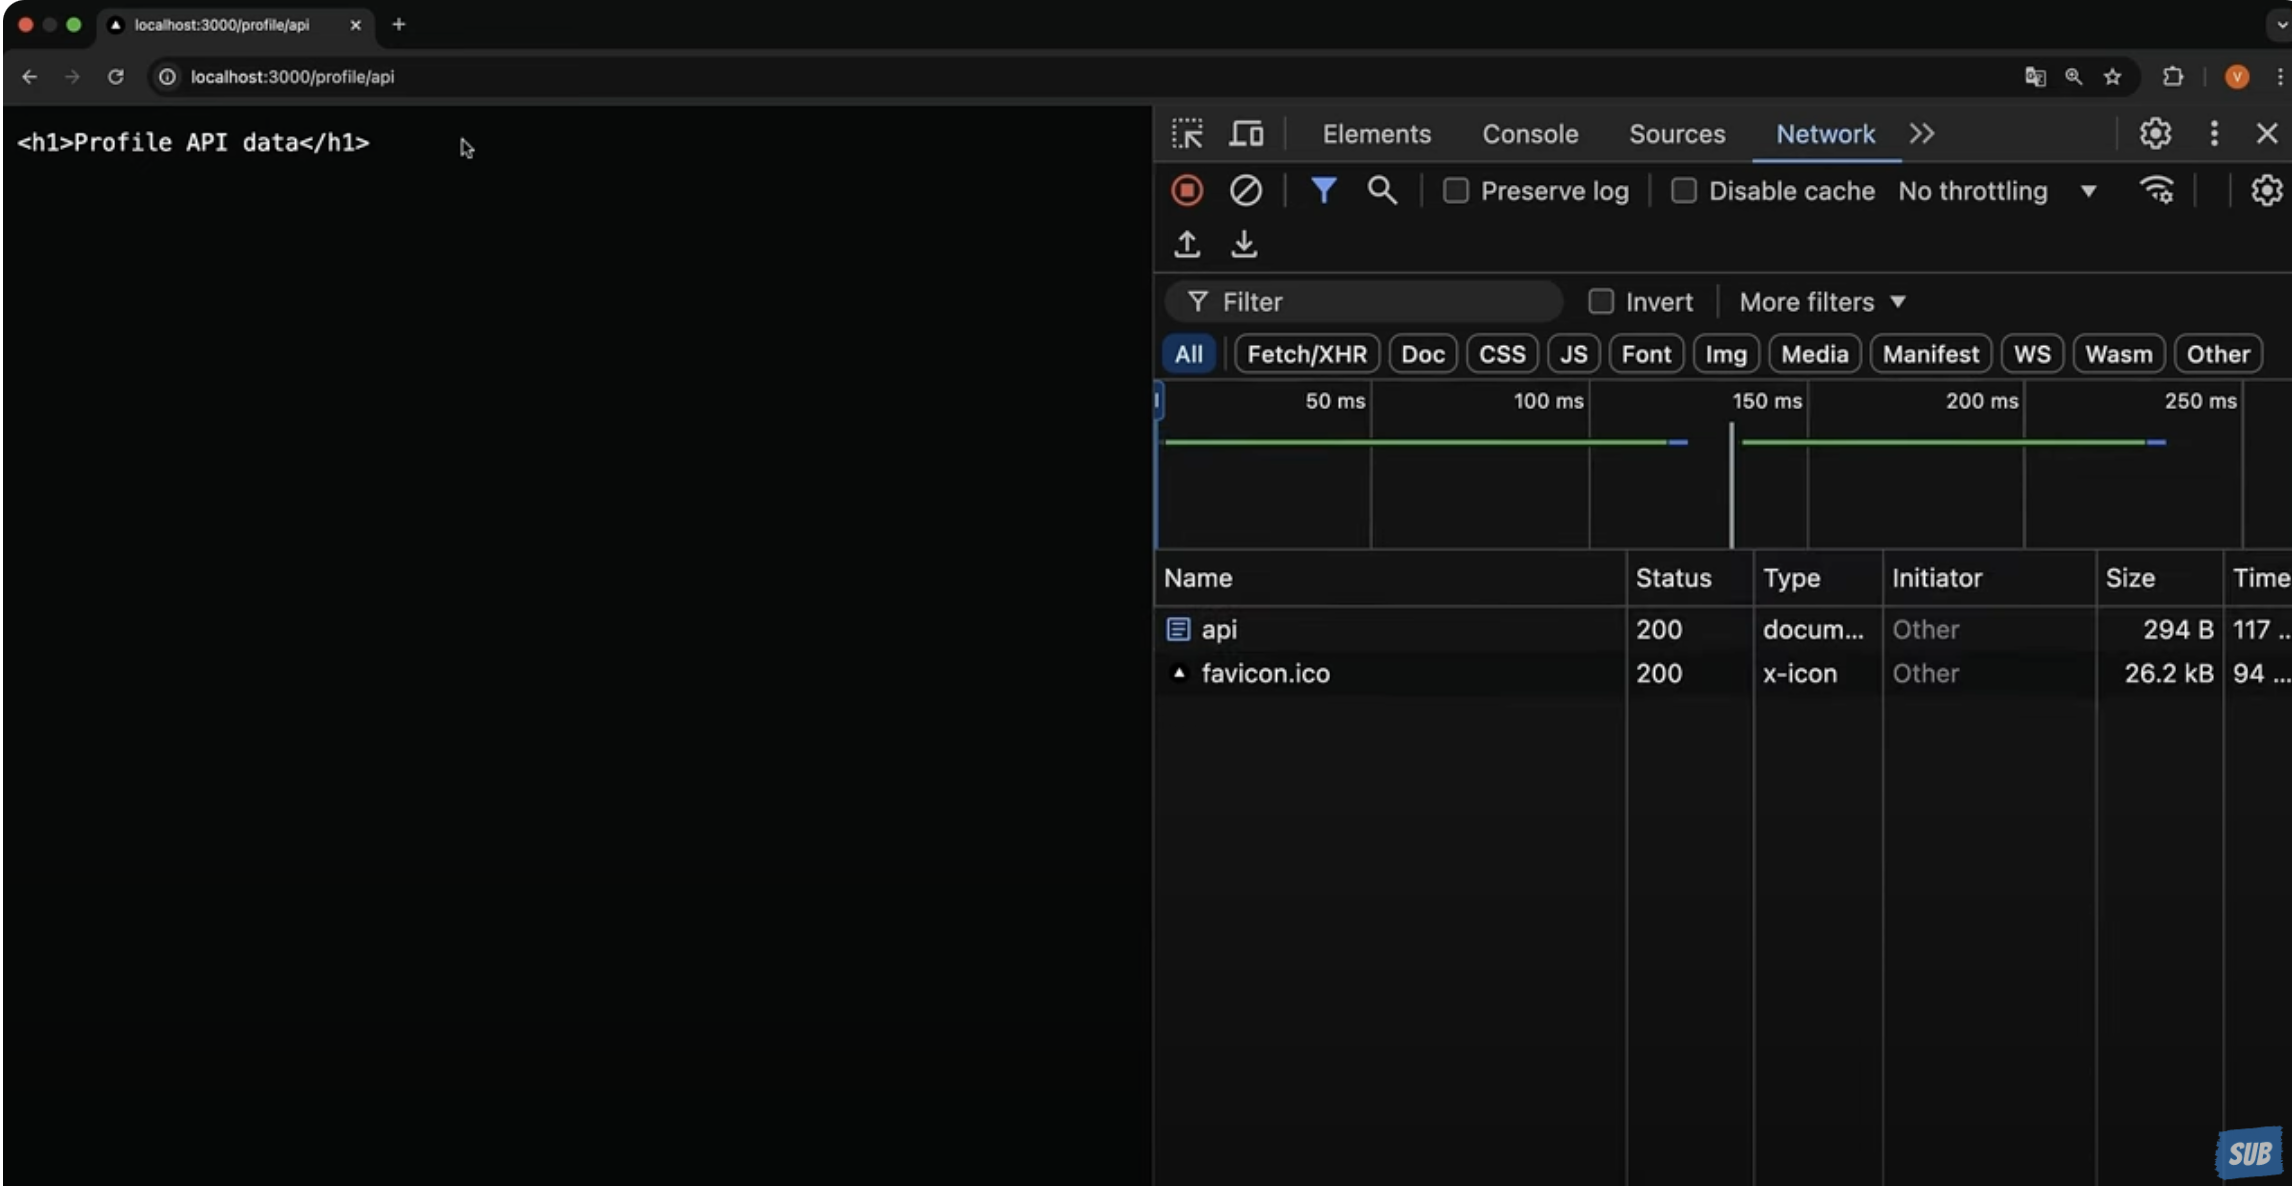 localhost:3000/profile/api
localhost:3000/profile/api
V
<h1>Profile API data</h1>
Elements Console Sources Network
Preserve log Disable cache No throttling
Filter Invert More filters
All Fetch/XHR Doc CSS JS Font Img Media Manifest WS Wasm Other
50 ms 100 ms 150 ms 200 ms 250 ms
Name Status Type Initiator Size Time
api 200 docum... Other 294 B 117 ..
favicon.ico 200 x-icon Other 26.2 kB 94 ...
SUB